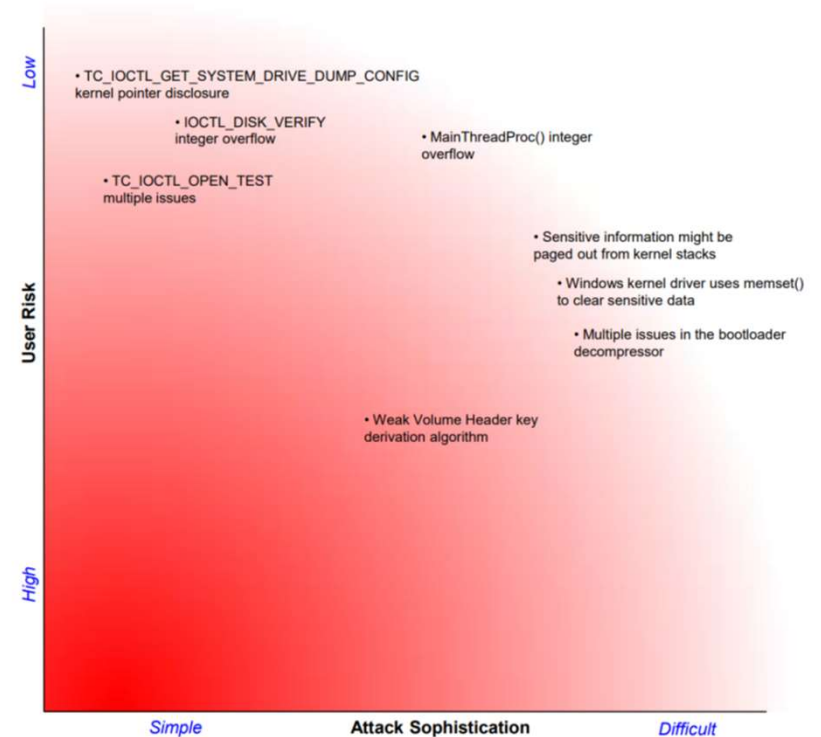 Low
• TC_IOCTL_GET_SYSTEM_DRIVE_DUMP_CONFIG
kernel pointer disclosure
• IOCTL_DISK_VERIFY
integer overflow
• MainThreadProc() integer
overflow
• TC_IOCTL_OPEN_TEST
multiple issues
• Sensitive information might be
paged out from kernel stacks
• Windows kernel driver uses memset()
to clear sensitive data
• Multiple issues in the bootloader
decompressor
User Risk
• Weak Volume Header key
derivation algorithm
High
Simple
Attack Sophistication
Difficult